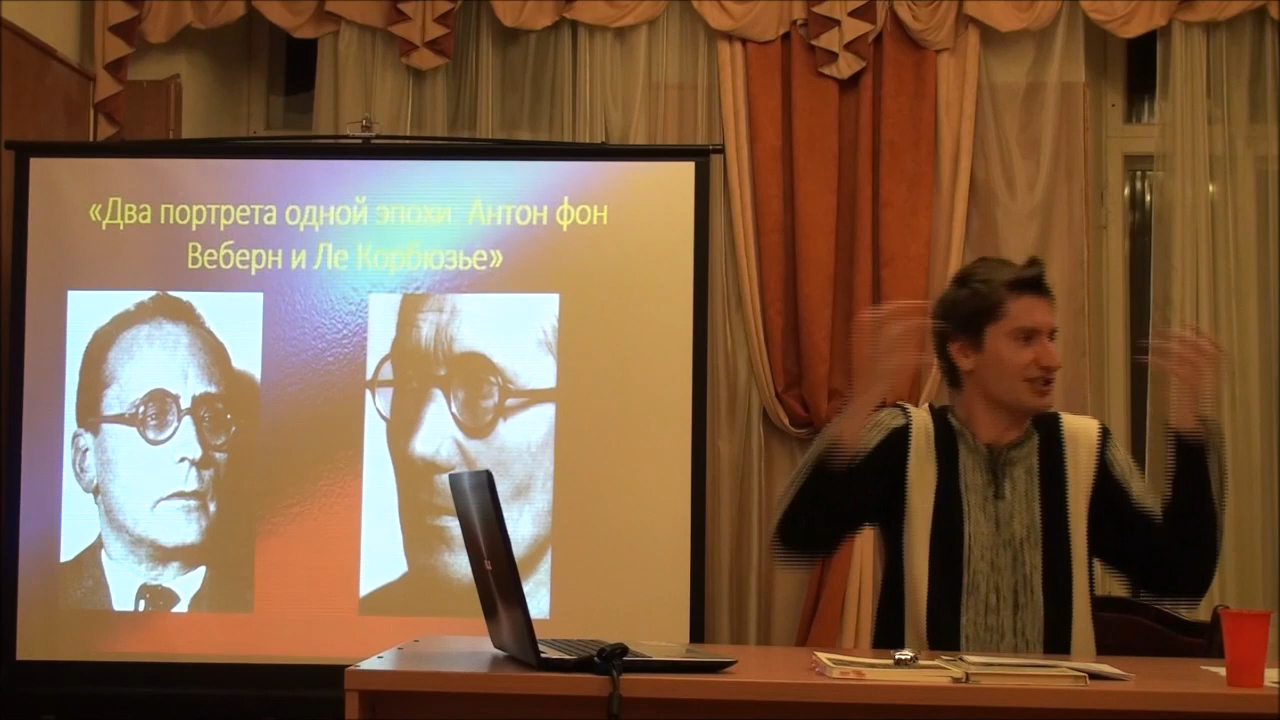 «Два портрета одной эпохи Антон фон
Веберн и Ле Корбюзье»